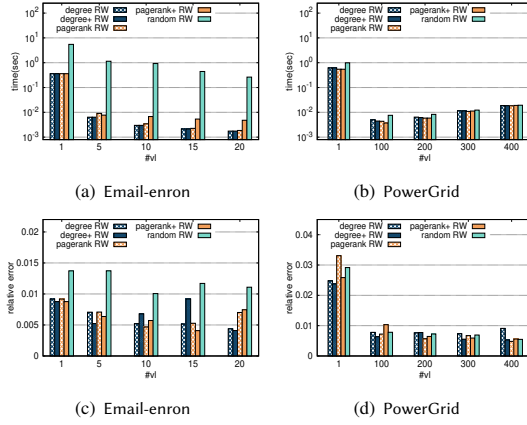 degree RW
degree+ RW
pagerank RW
pagerank+ RW
random RW
time(sec)
10²
10¹
10⁰
10⁻¹
10⁻²
10⁻³
1 5 10 15 20
#vl
(a) Email-enron
degree RW
degree+ RW
pagerank RW
pagerank+ RW
random RW
time(sec)
10²
10¹
10⁰
10⁻¹
10⁻²
10⁻³
1 100 200 300 400
#vl
(b) PowerGrid
degree RW
degree+ RW
pagerank RW
pagerank+ RW
random RW
relative error
0.02
0.015
0.01
0.005
0
1 5 10 15 20
#vl
(c) Email-enron
degree RW
degree+ RW
pagerank RW
pagerank+ RW
random RW
relative error
0.04
0.03
0.02
0.01
0
1 100 200 300 400
#vl
(d) PowerGrid